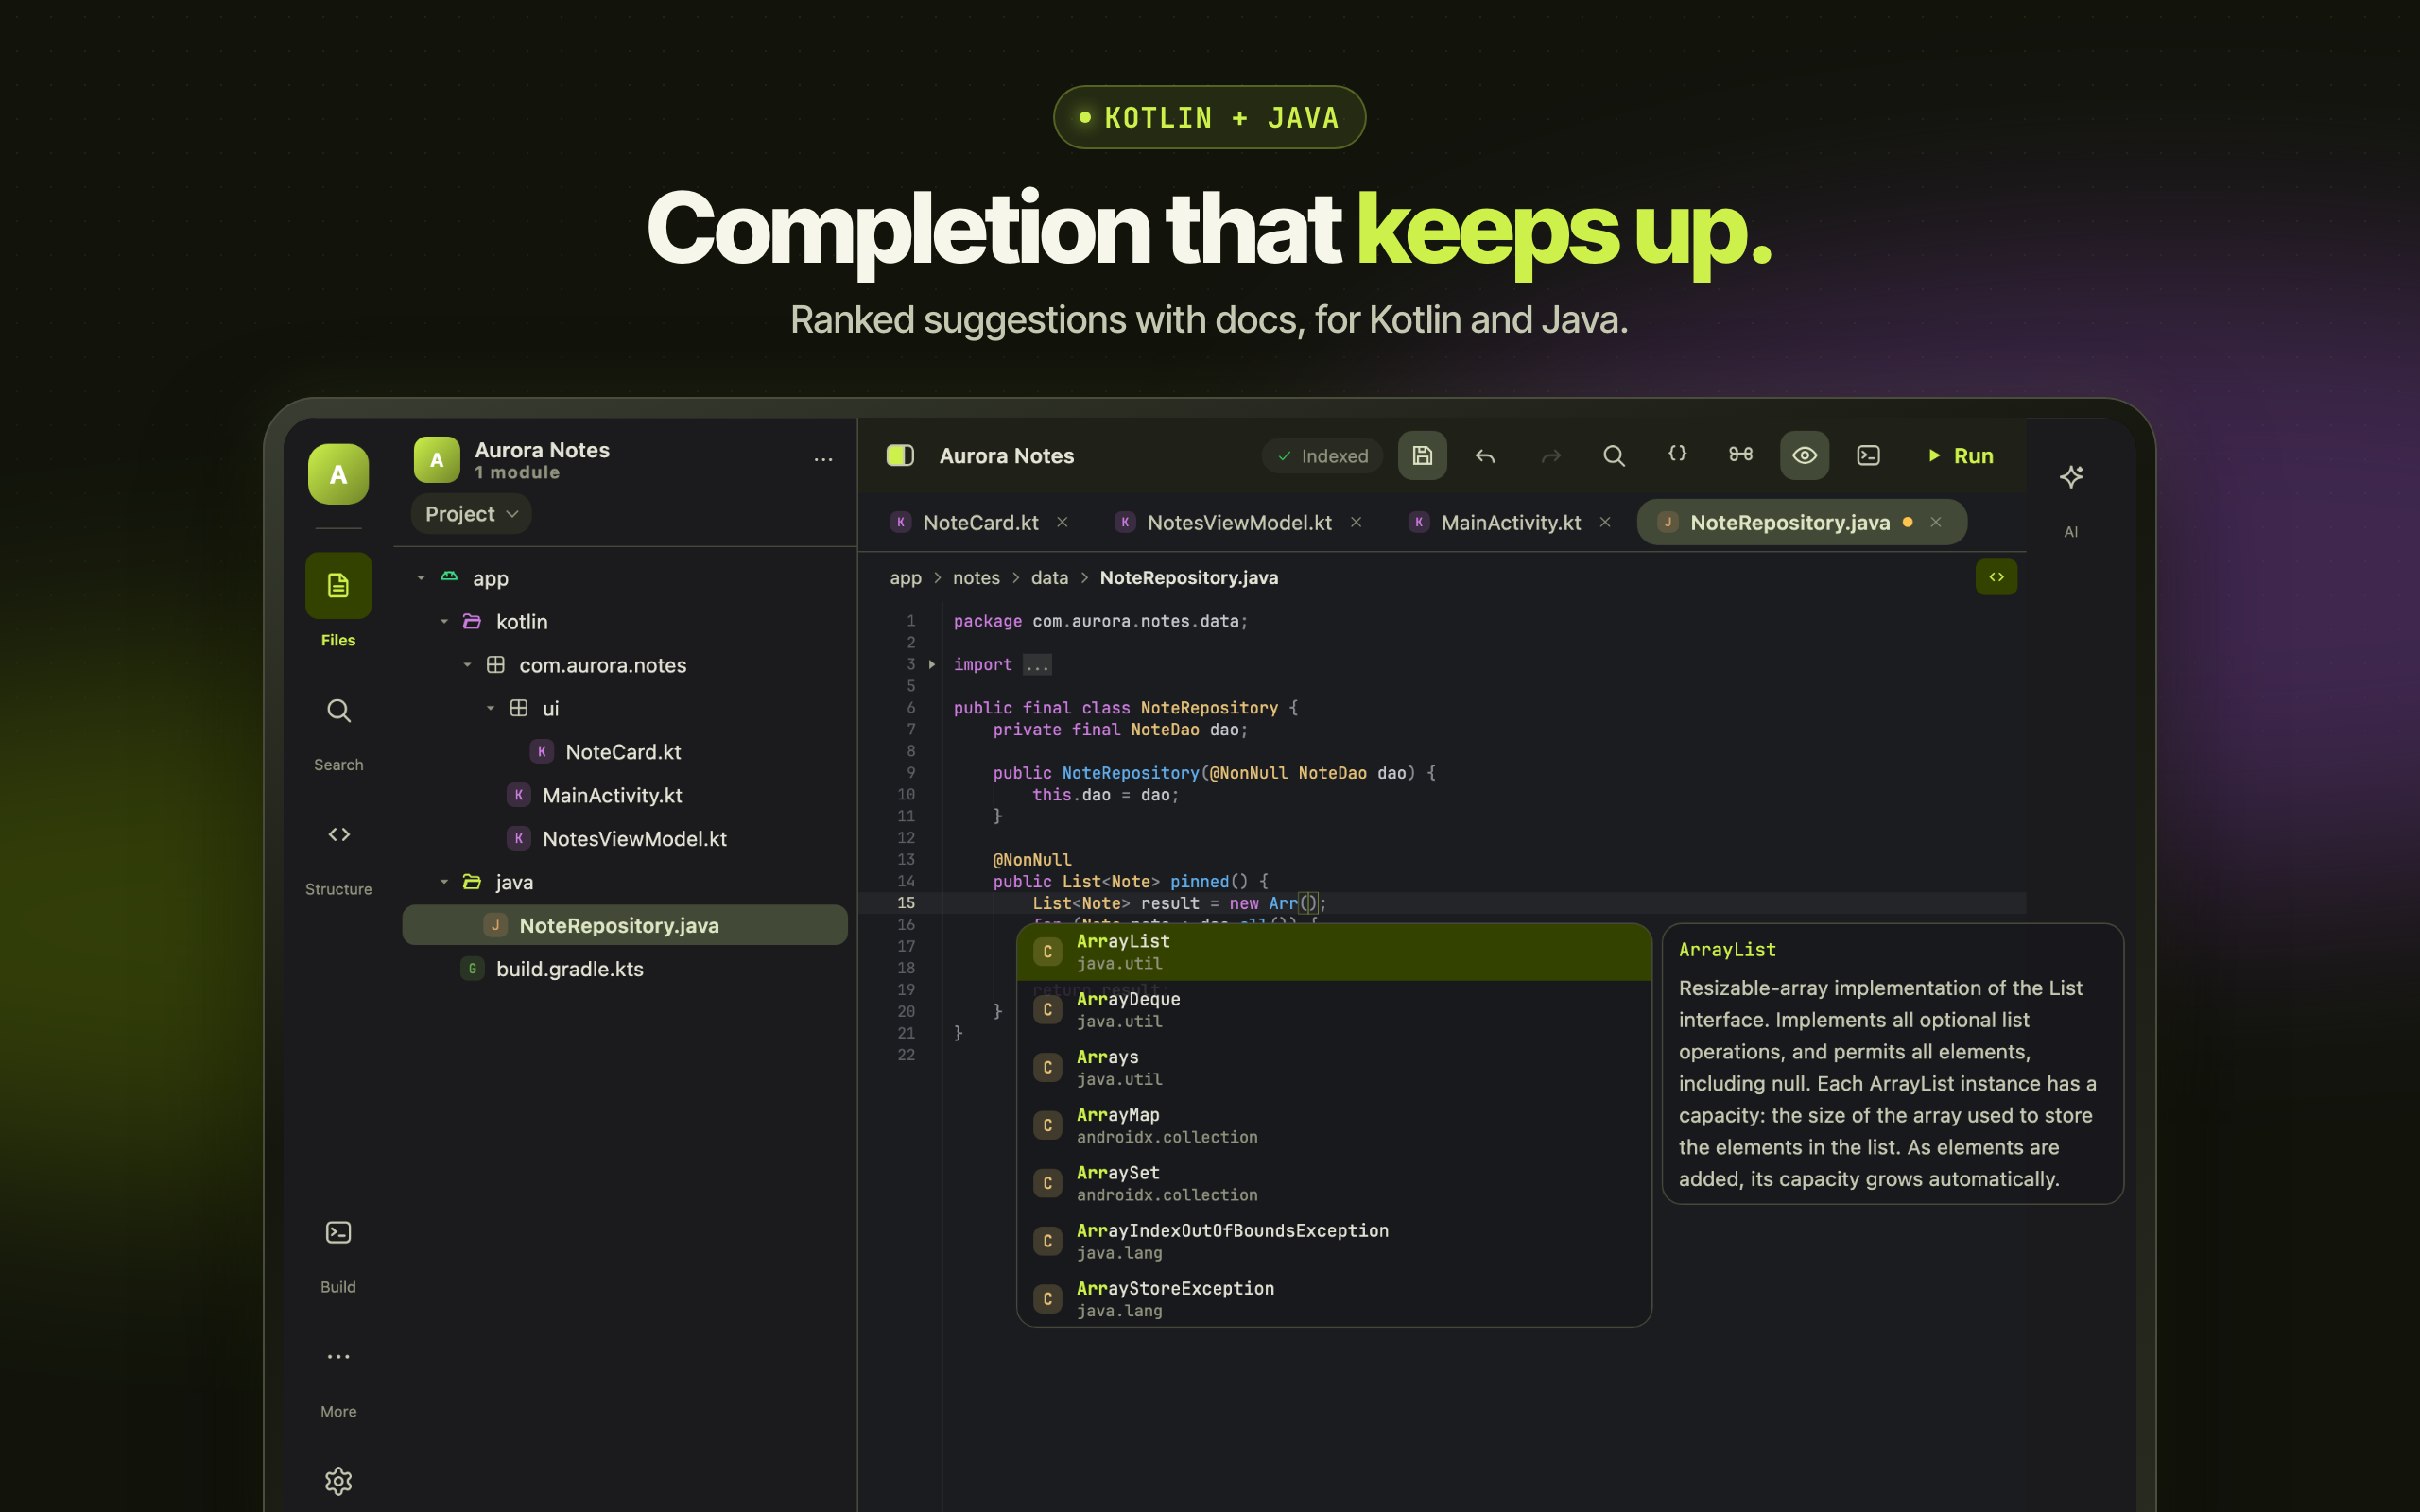 KOTLIN + JAVA
Completion that keeps up.
Ranked suggestions with docs, for Kotlin and Java.
A
Files
Search
Structure
Build
More
A
Aurora Notes
1 module
Project
app
kotlin
com.aurora.notes
ui
K NoteCard.kt
K MainActivity.kt
K NotesViewModel.kt
java
J NoteRepository.java
G build.gradle.kts
Aurora Notes
Indexed
Run
K NoteCard.kt
K NotesViewModel.kt
K MainActivity.kt
J NoteRepository.java
AI
app > notes > data > NoteRepository.java
1 package com.aurora.notes.data;
2
3 import ...
5
6 public final class NoteRepository {
7 private final NoteDao dao;
8
9 public NoteRepository(@NonNull NoteDao dao) {
10 this.dao = dao;
11 }
12
13 @NonNull
14 public List<Note> pinned() {
15 List<Note> result = new Arr();
16 for (Note note : dao.all()) {
17
18
19 return result;
20 }
21 }
22
C ArrayList
java.util
C ArrayDeque
java.util
C Arrays
java.util
C ArrayMap
androidx.collection
C ArraySet
androidx.collection
C ArrayIndexOutOfBoundsException
java.lang
C ArrayStoreException
java.lang
ArrayList
Resizable-array implementation of the List
interface. Implements all optional list
operations, and permits all elements,
including null. Each ArrayList instance has a
capacity: the size of the array used to store
the elements in the list. As elements are
added, its capacity grows automatically.